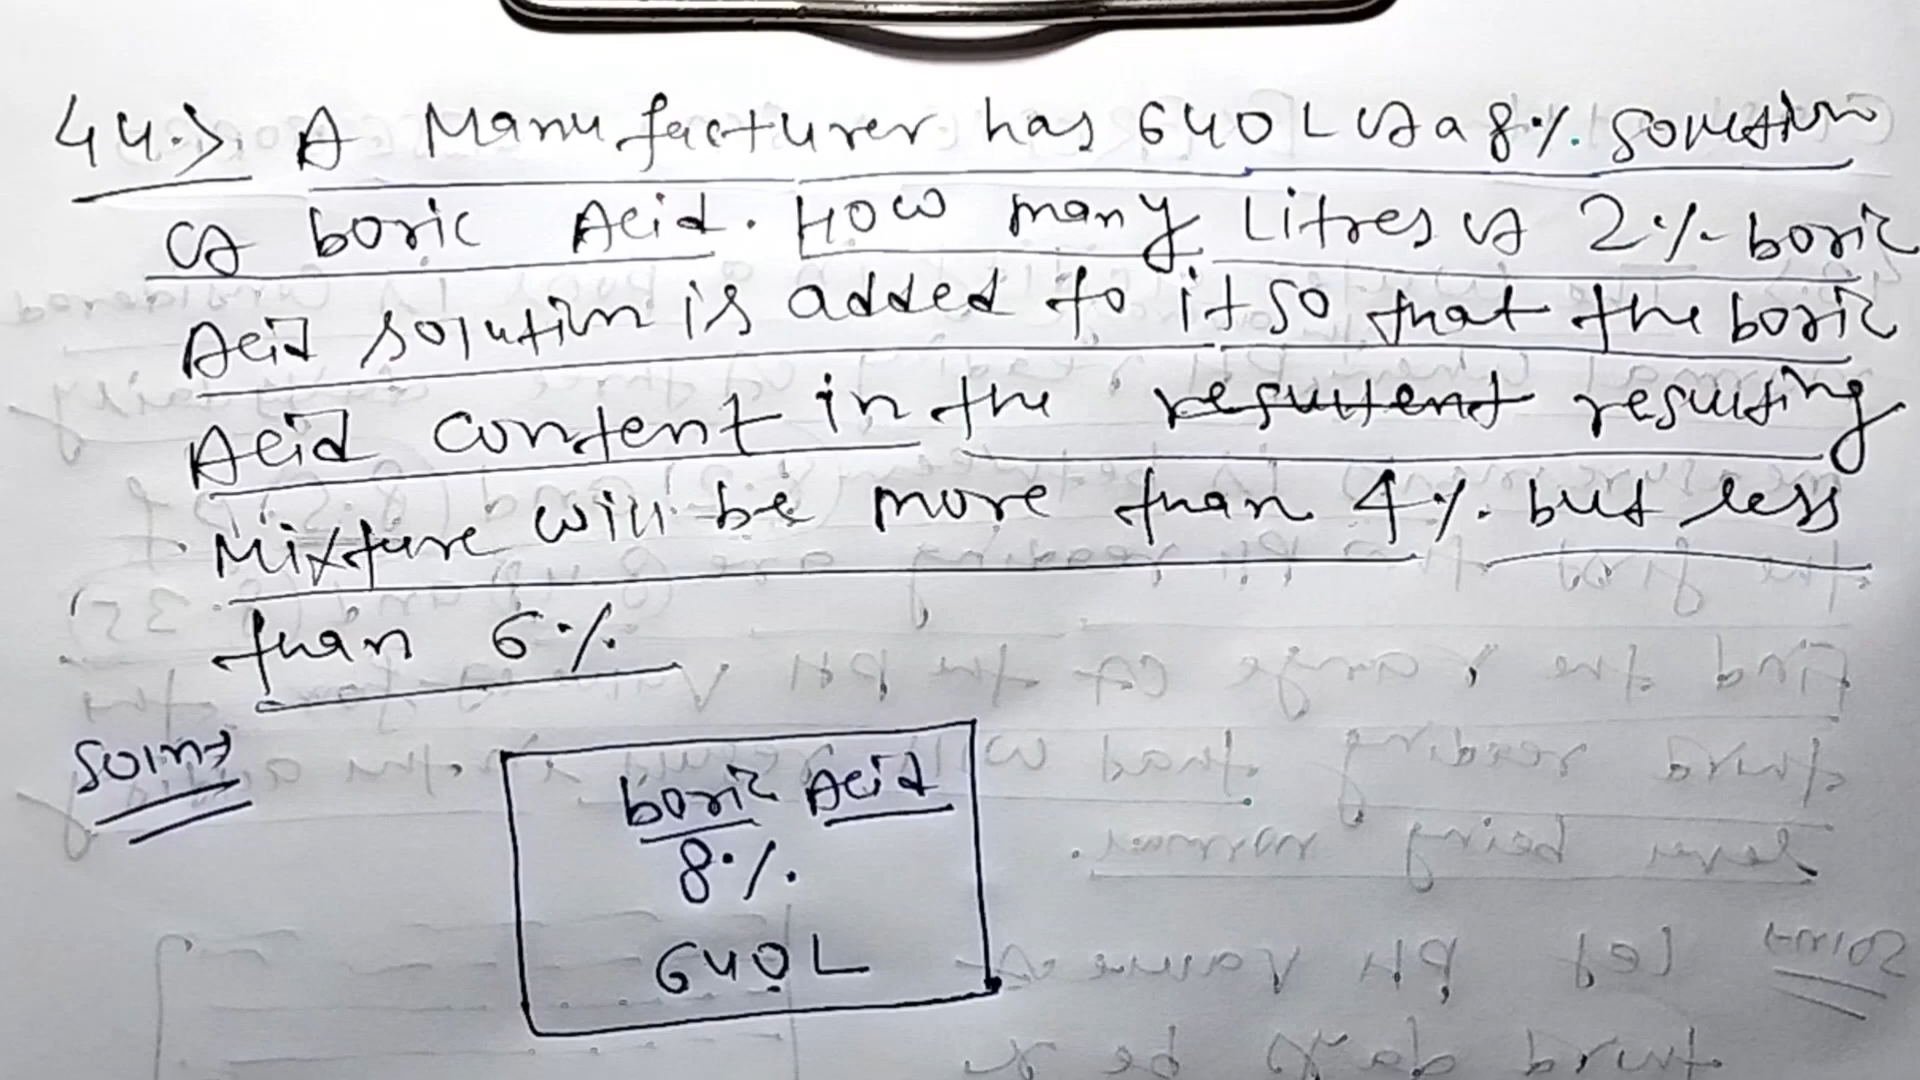 44.> A Manufacturer has 640 L of a 8%. solution
of boric Acid. How many Litres of 2%. boric
Acid solution is added to it so that the boric
Acid content in the resultent resulting
Mixture will be more than 4%. but less
than 6%.
Soln→
boric Acid
8%.
640L